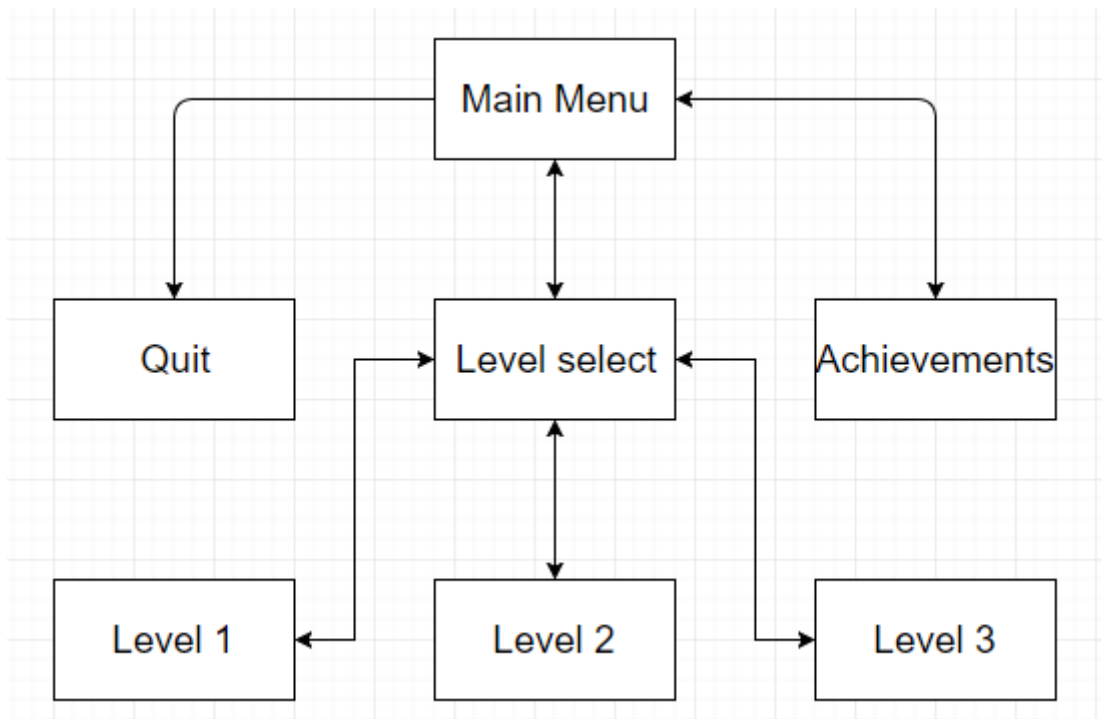 Main Menu
Quit
Level select
Achievements
Level 1
Level 2
Level 3